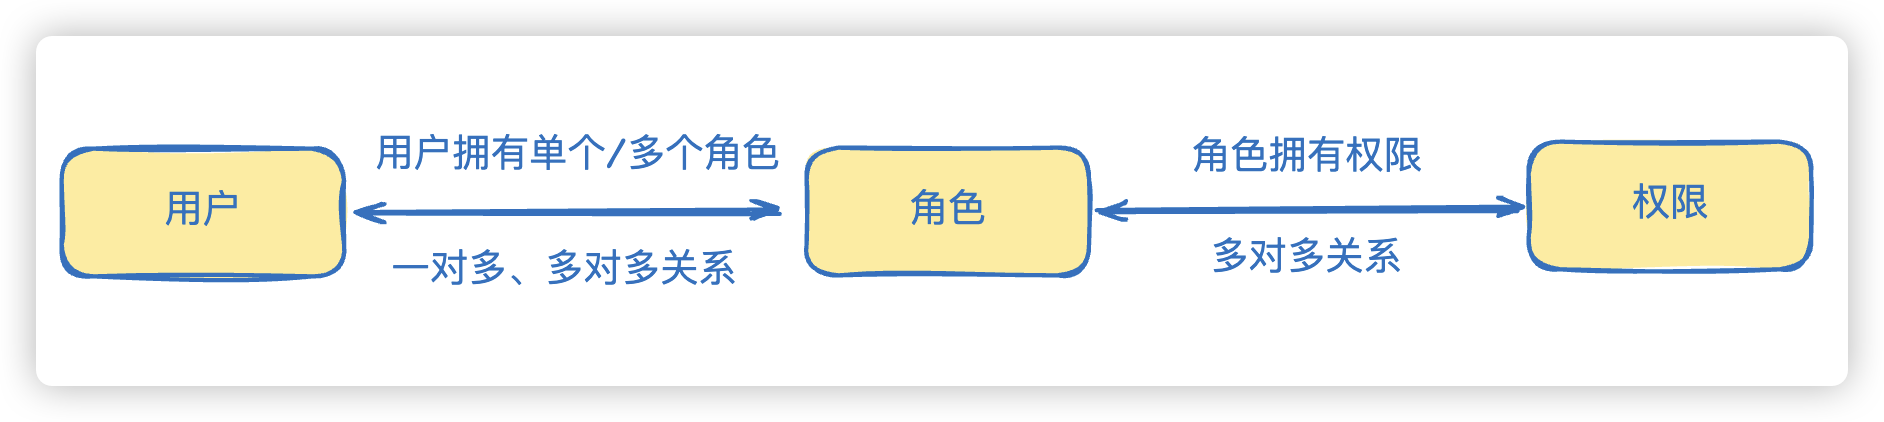 用户
用户拥有单个/多个角色
一对多、多对多关系
角色
角色拥有权限
多对多关系
权限